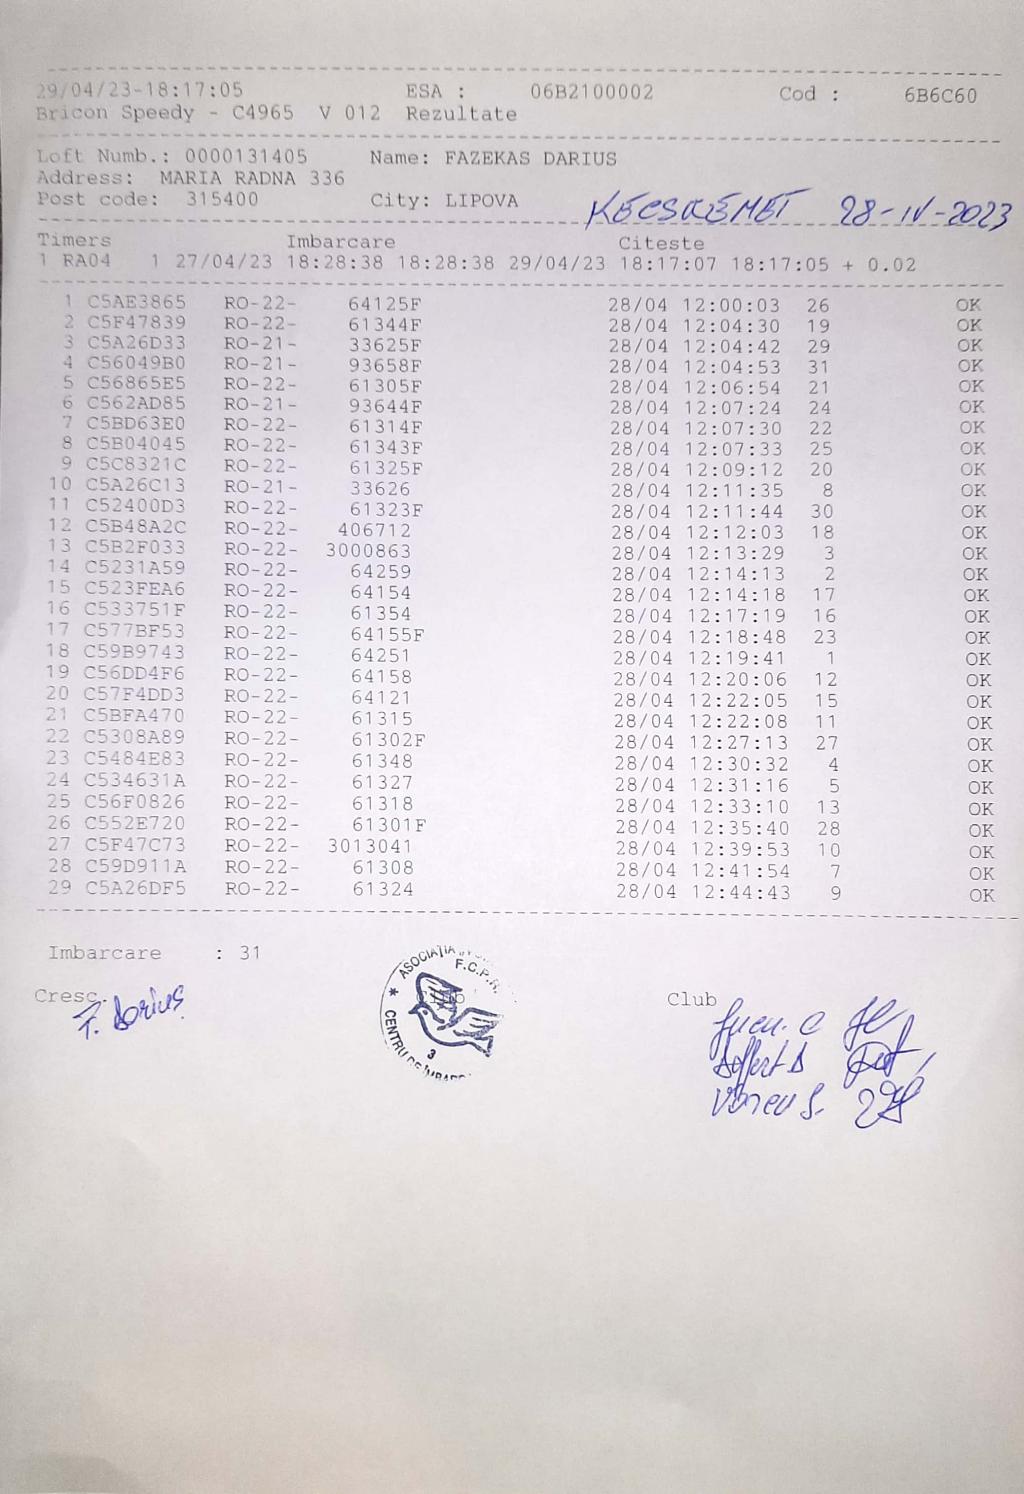 29/04/23-18:17:05 ESA : 06B2100002 Cod : 6B6C60
Bricon Speedy - C4965 V 012 Rezultate
Loft Numb.: 0000131405 Name: FAZEKAS DARIUS
Address: MARIA RADNA 336
Post code: 315400 City: LIPOVA KECSKEMET 28-IV-2023
Timers Imbarcare Citeste
1 RA04 1 27/04/23 18:28:38 18:28:38 29/04/23 18:17:07 18:17:05 + 0.02
1 C5AE3865 RO-22- 64125F 28/04 12:00:03 26 OK
2 C5F47839 RO-22- 61344F 28/04 12:04:30 19 OK
3 C5A26D33 RO-21- 33625F 28/04 12:04:42 29 OK
4 C56049B0 RO-21- 93658F 28/04 12:04:53 31 OK
5 C56865E5 RO-22- 61305F 28/04 12:06:54 21 OK
6 C562AD85 RO-21- 93644F 28/04 12:07:24 24 OK
7 C5BD63E0 RO-22- 61314F 28/04 12:07:30 22 OK
8 C5B04045 RO-22- 61343F 28/04 12:07:33 25 OK
9 C5C8321C RO-22- 61325F 28/04 12:09:12 20 OK
10 C5A26C13 RO-21- 33626 28/04 12:11:35 8 OK
11 C52400D3 RO-22- 61323F 28/04 12:11:44 30 OK
12 C5B48A2C RO-22- 406712 28/04 12:12:03 18 OK
13 C5B2F033 RO-22- 3000863 28/04 12:13:29 3 OK
14 C5231A59 RO-22- 64259 28/04 12:14:13 2 OK
15 C523FEA6 RO-22- 64154 28/04 12:14:18 17 OK
16 C533751F RO-22- 61354 28/04 12:17:19 16 OK
17 C577BF53 RO-22- 64155F 28/04 12:18:48 23 OK
18 C59B9743 RO-22- 64251 28/04 12:19:41 1 OK
19 C56DD4F6 RO-22- 64158 28/04 12:20:06 12 OK
20 C57F4DD3 RO-22- 64121 28/04 12:22:05 15 OK
21 C5BFA470 RO-22- 61315 28/04 12:22:08 11 OK
22 C5308A89 RO-22- 61302F 28/04 12:27:13 27 OK
23 C5484E83 RO-22- 61348 28/04 12:30:32 4 OK
24 C534631A RO-22- 61327 28/04 12:31:16 5 OK
25 C56F0826 RO-22- 61318 28/04 12:33:10 13 OK
26 C552E720 RO-22- 61301F 28/04 12:35:40 28 OK
27 C5F47C73 RO-22- 3013041 28/04 12:39:53 10 OK
28 C59D911A RO-22- 61308 28/04 12:41:54 7 OK
29 C5A26DF5 RO-22- 61324 28/04 12:44:43 9 OK
Imbarcare : 31
ASOCIATIA
F.C.P.R.
CENTRU DE
3
Cresc. Club
F. Darius